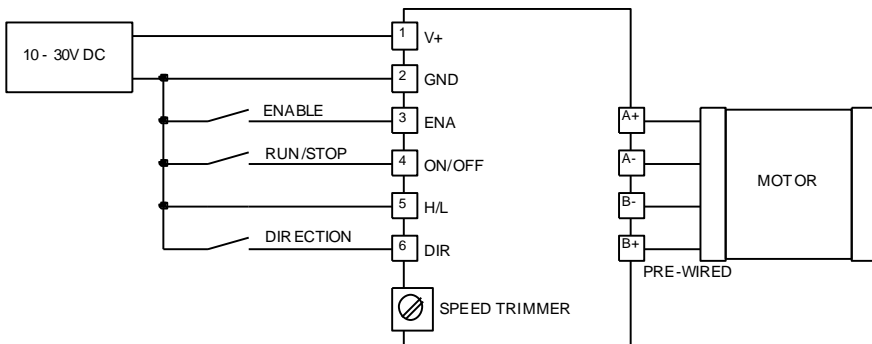 10 - 30V DC
1 V+
2 GND
ENABLE 3 ENA
RUN/STOP 4 ON/OFF
5 H/L
DIRECTION 6 DIR
SPEED TRIMMER
A+
A-
B-
B+
PRE-WIRED
MOTOR